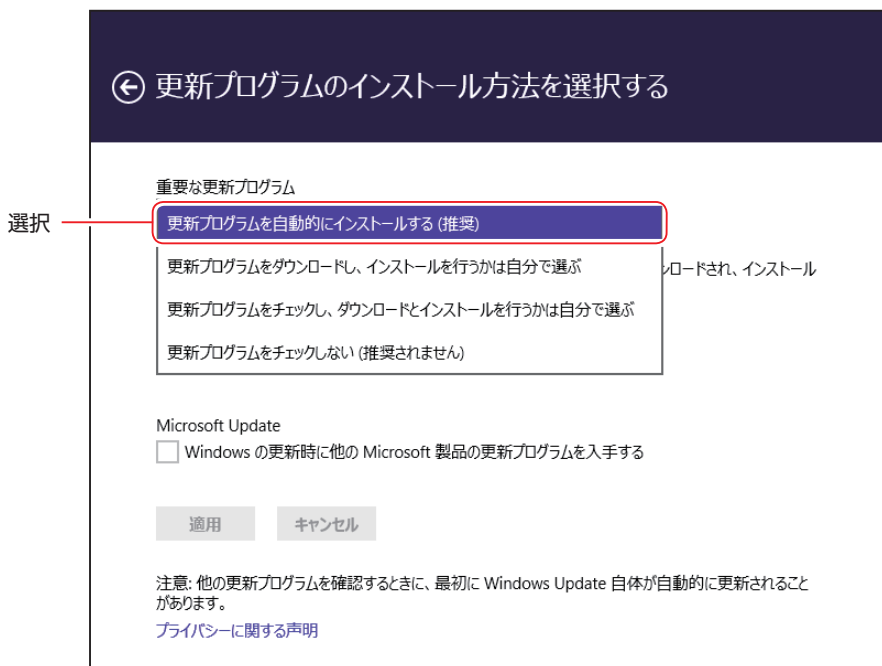 更新プログラムのインストール方法を選択する
重要な更新プログラム
選択
更新プログラムを自動的にインストールする (推奨)
更新プログラムをダウンロードし、インストールを行うかは自分で選ぶ
ンロードされ、インストール
更新プログラムをチェックし、ダウンロードとインストールを行うかは自分で選ぶ
更新プログラムをチェックしない (推奨されません)
Microsoft Update
Windows の更新時に他の Microsoft 製品の更新プログラムを入手する
適用 キャンセル
注意: 他の更新プログラムを確認するときに、最初に Windows Update 自体が自動的に更新されること
があります。
プライバシーに関する声明